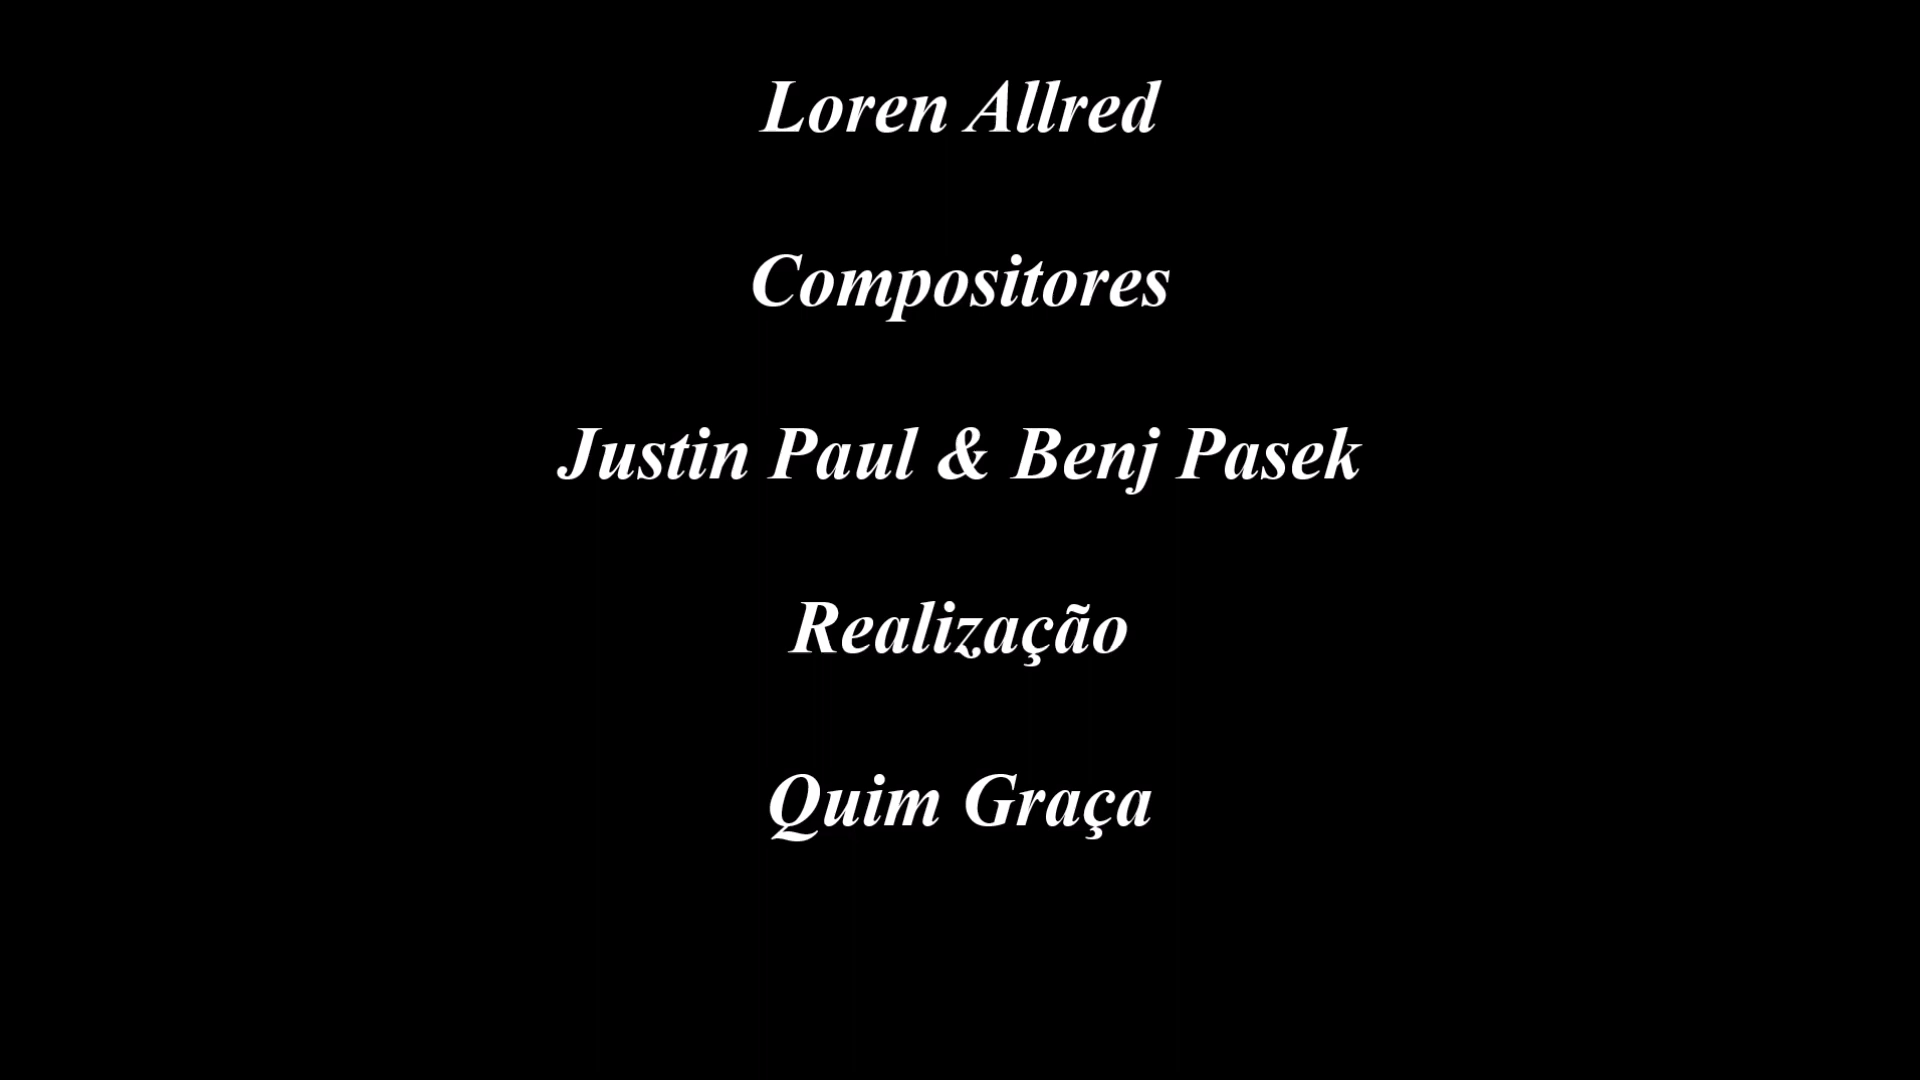 Loren Allred
Compositores
Justin Paul & Benj Pasek
Realização
Quim Graça